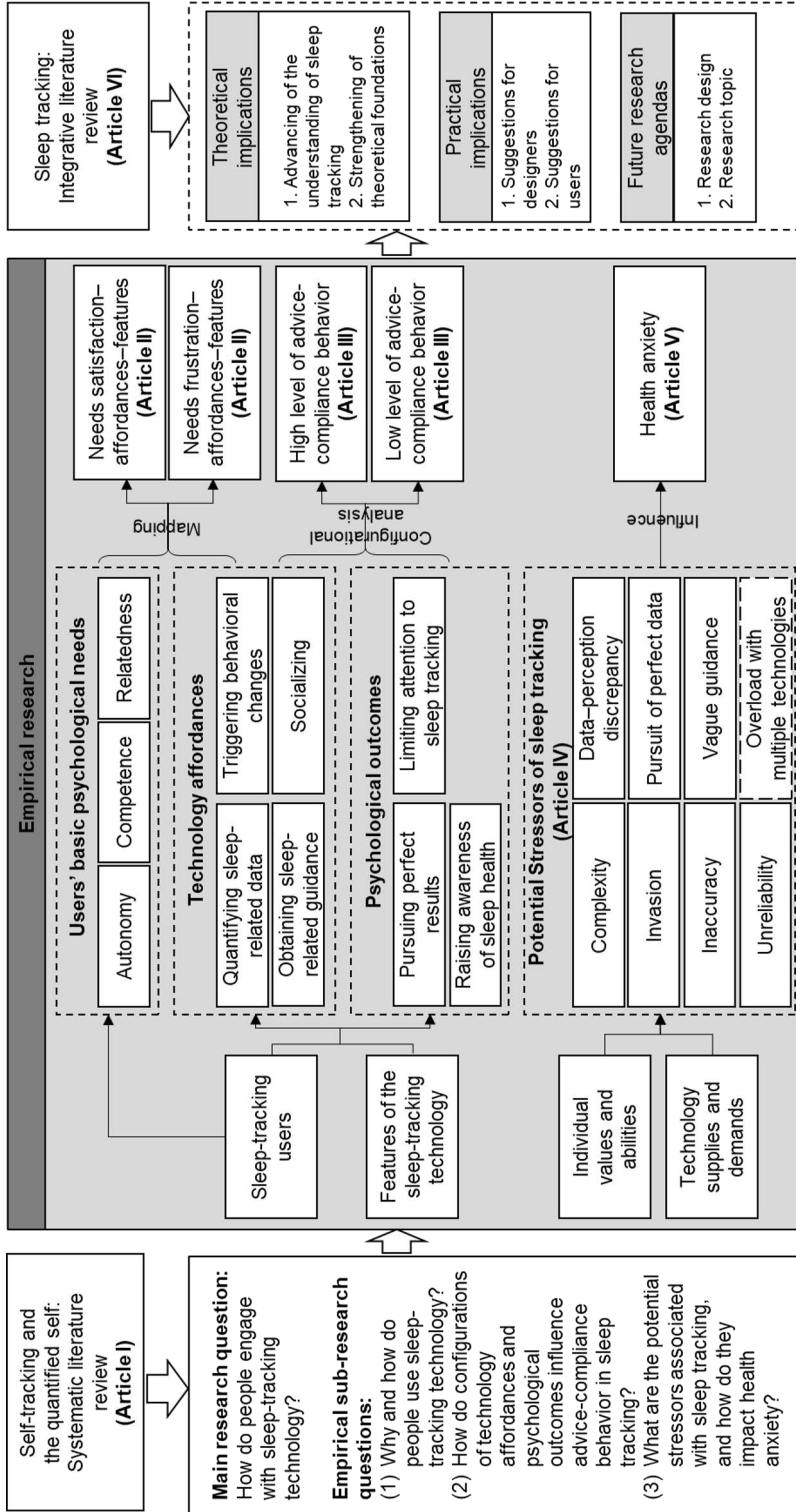 Self-tracking and
the quantified self:
Systematic literature
review
(Article I)
Main research question:
How do people engage
with sleep-tracking
technology?
Empirical sub-research
questions:
(1) Why and how do
people use sleep-
tracking technology?
(2) How do configurations
of technology
affordances and
psychological
outcomes influence
advice-compliance
behavior in sleep
tracking?
(3) What are the potential
stressors associated
with sleep tracking,
and how do they
impact health
anxiety?
Empirical research
Sleep-tracking
users
Features of the
sleep-tracking
technology
Individual
values and
abilities
Technology
supplies and
demands
Users’ basic psychological needs
Autonomy
Competence
Relatedness
Technology affordances
Quantifying sleep-
related data
Triggering behavioral
changes
Obtaining sleep-
related guidance
Socializing
Psychological outcomes
Pursuing perfect
results
Limiting attention to
sleep tracking
Raising awareness
of sleep health
Potential Stressors of sleep tracking
(Article IV)
Complexity
Data–perception
discrepancy
Invasion
Pursuit of perfect data
Inaccuracy
Vague guidance
Unreliability
Overload with
multiple technologies
Mapping
Configurational
analysis
Influence
Needs satisfaction–
affordances–features
(Article II)
Needs frustration–
affordances–features
(Article II)
High level of advice-
compliance behavior
(Article III)
Low level of advice-
compliance behavior
(Article III)
Health anxiety
(Article V)
Sleep tracking:
Integrative literature
review
(Article VI)
Theoretical
implications
1. Advancing of the
understanding of sleep
tracking
2. Strengthening of
theoretical foundations
Practical
implications
1. Suggestions for
designers
2. Suggestions for
users
Future research
agendas
1. Research design
2. Research topic